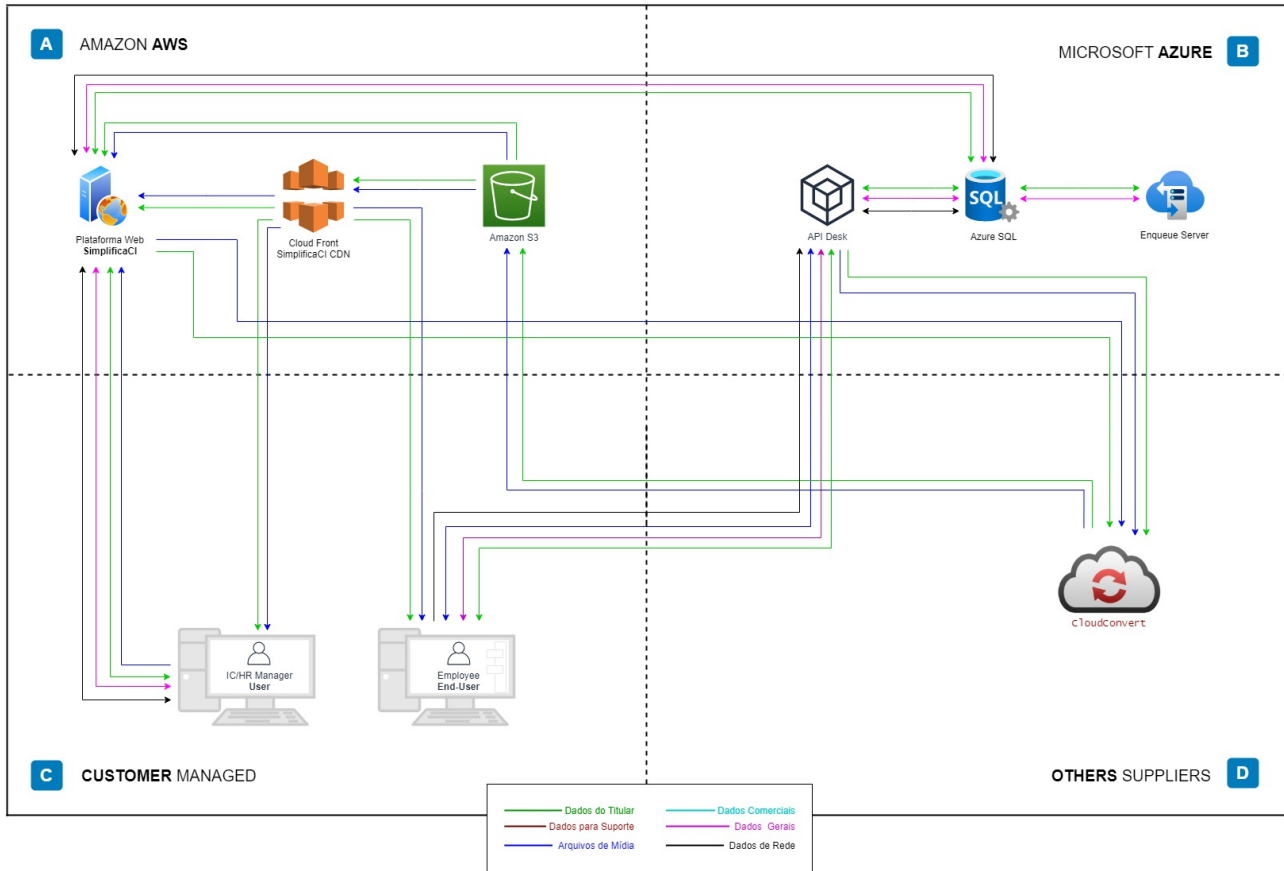 A AMAZON AWS
MICROSOFT AZURE B
Plataforma Web
SimplificaCI
Cloud Front
SimplificaCI CDN
Amazon S3
API Desk
SQL
Azure SQL
Enqueue Server
CloudConvert
IC/HR Manager
User
Employee
End-User
C CUSTOMER MANAGED
OTHERS SUPPLIERS D
Dados do Titular
Dados Comerciais
Dados para Suporte
Dados Gerais
Arquivos de Mídia
Dados de Rede